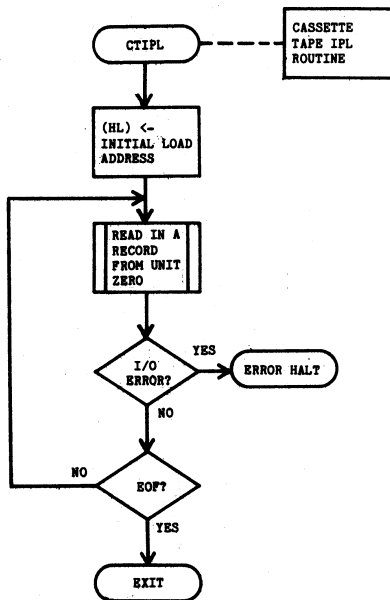 CTIPL
CASSETTE
TAPE IPL
ROUTINE
(HL) <-
INITIAL LOAD
ADDRESS
READ IN A
RECORD
FROM UNIT
ZERO
I/O
ERROR?
YES
ERROR HALT
NO
EOF?
NO
YES
EXIT